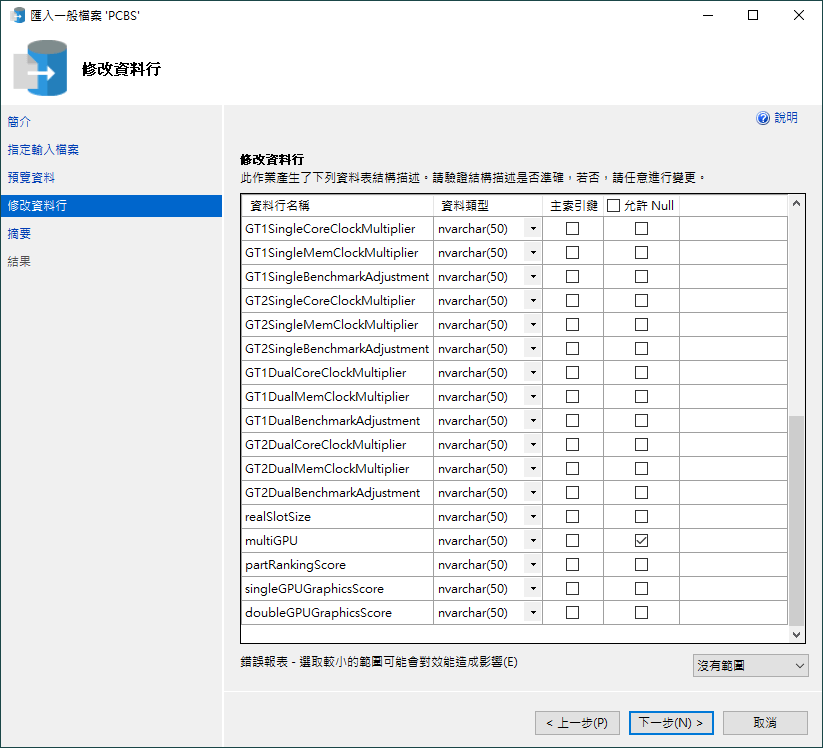 匯入一般檔案 'PCBS'
修改資料行
簡介
指定輸入檔案
預覽資料
修改資料行
摘要
結果
說明
修改資料行
此作業產生了下列資料表結構描述。請驗證結構描述是否準確，若否，請任意進行變更。
資料行名稱 資料類型 主索引鍵 允許 Null
GT1SingleCoreClockMultiplier nvarchar(50)
GT1SingleMemClockMultiplier nvarchar(50)
GT1SingleBenchmarkAdjustment nvarchar(50)
GT2SingleCoreClockMultiplier nvarchar(50)
GT2SingleMemClockMultiplier nvarchar(50)
GT2SingleBenchmarkAdjustment nvarchar(50)
GT1DualCoreClockMultiplier nvarchar(50)
GT1DualMemClockMultiplier nvarchar(50)
GT1DualBenchmarkAdjustment nvarchar(50)
GT2DualCoreClockMultiplier nvarchar(50)
GT2DualMemClockMultiplier nvarchar(50)
GT2DualBenchmarkAdjustment nvarchar(50)
realSlotSize nvarchar(50)
multiGPU nvarchar(50)
partRankingScore nvarchar(50)
singleGPUGraphicsScore nvarchar(50)
doubleGPUGraphicsScore nvarchar(50)
錯誤報表 - 選取較小的範圍可能會對效能造成影響(E)
沒有範圍
< 上一步(P) 下一步(N) > 取消